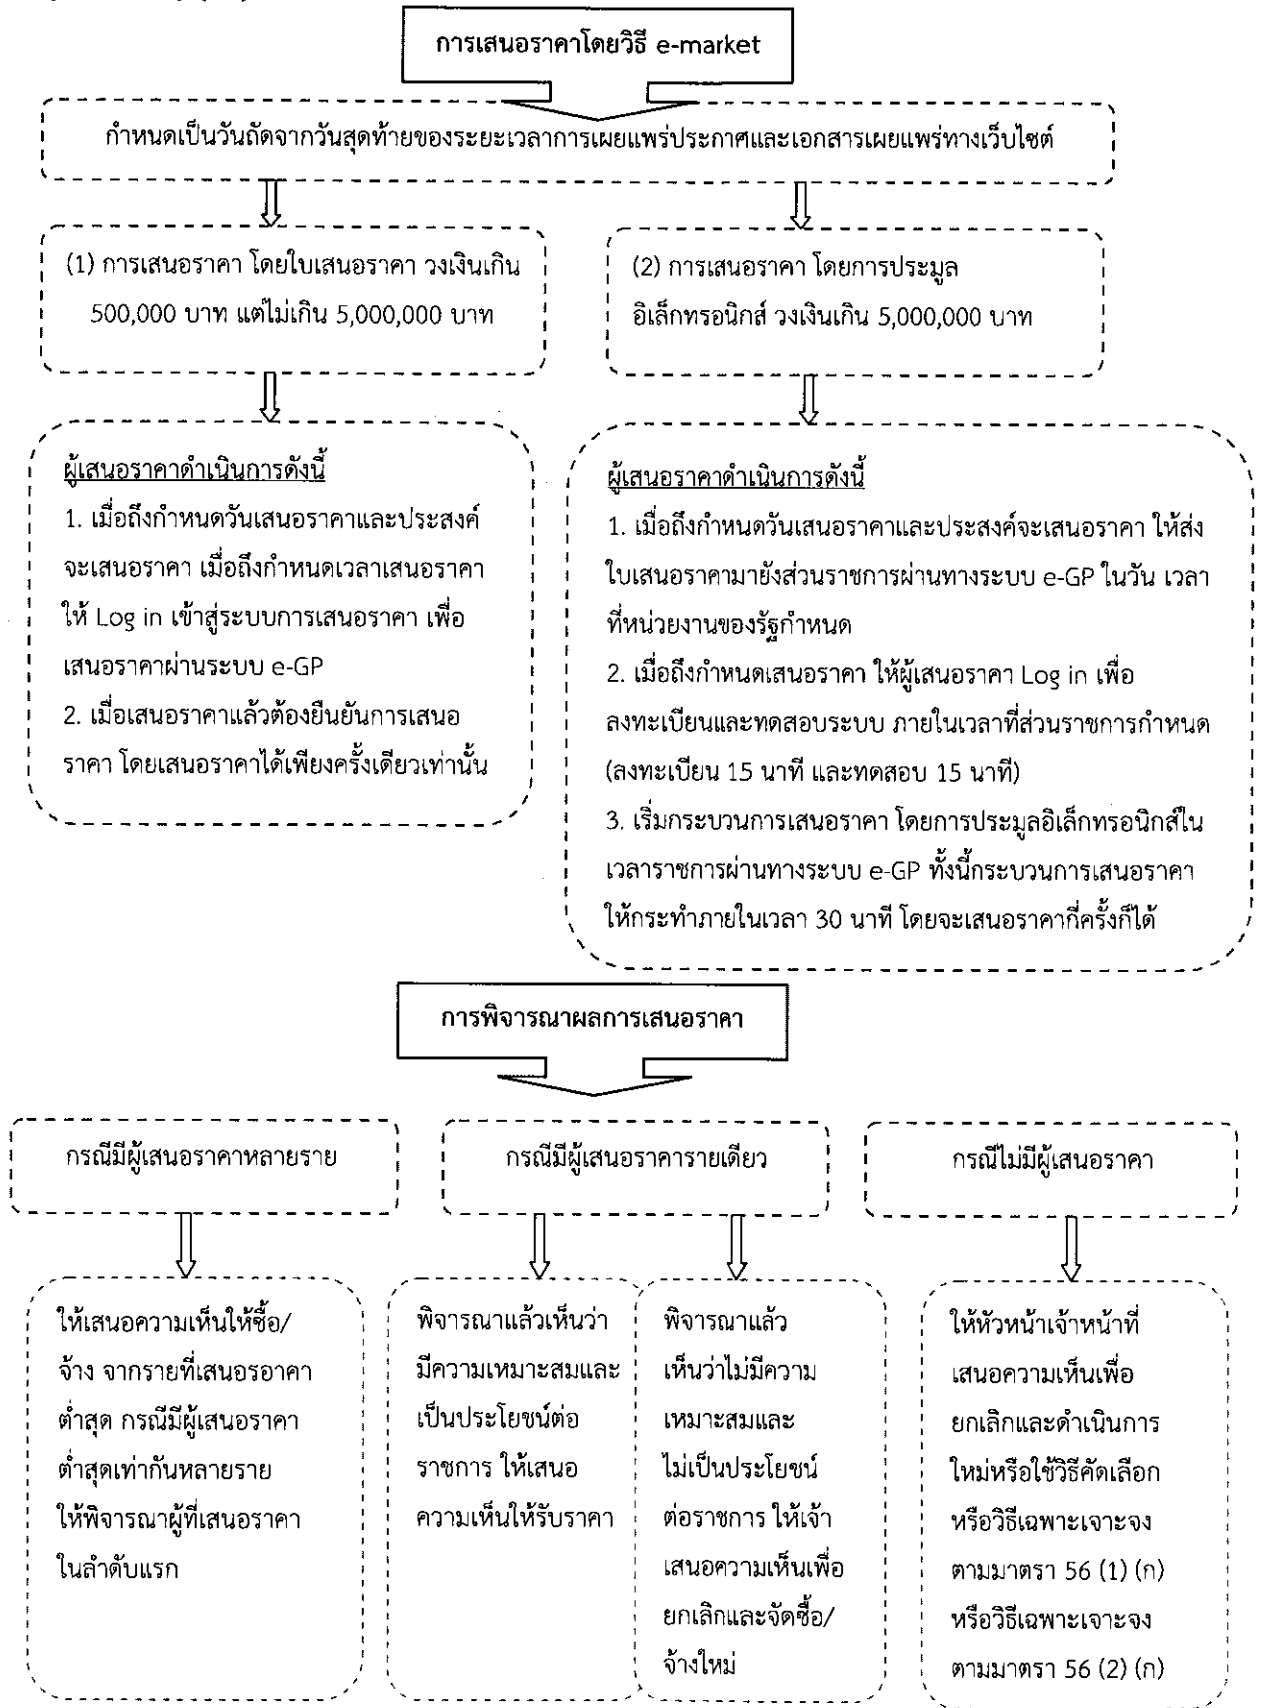 การเสนอราคาโดยวิธี e-market
กำหนดเป็นวันถัดจากวันสุดท้ายของระยะเวลาการเผยแพร่ประกาศและเอกสารเผยแพร่ทางเว็บไซต์
(1) การเสนอราคา โดยใบเสนอราคา วงเงินเกิน
500,000 บาท แต่ไม่เกิน 5,000,000 บาท
(2) การเสนอราคา โดยการประมูล
อิเล็กทรอนิกส์ วงเงินเกิน 5,000,000 บาท
ผู้เสนอราคาดำเนินการดังนี้
1. เมื่อถึงกำหนดวันเสนอราคาและประสงค์
จะเสนอราคา เมื่อถึงกำหนดเวลาเสนอราคา
ให้ Log in เข้าสู่ระบบการเสนอราคา เพื่อ
เสนอราคาผ่านระบบ e-GP
2. เมื่อเสนอราคาแล้วต้องยืนยันการเสนอ
ราคา โดยเสนอราคาได้เพียงครั้งเดียวเท่านั้น
ผู้เสนอราคาดำเนินการดังนี้
1. เมื่อถึงกำหนดวันเสนอราคาและประสงค์จะเสนอราคา ให้ส่ง
ใบเสนอราคามายังส่วนราชการผ่านทางระบบ e-GP ในวัน เวลา
ที่หน่วยงานของรัฐกำหนด
2. เมื่อถึงกำหนดเสนอราคา ให้ผู้เสนอราคา Log in เพื่อ
ลงทะเบียนและทดสอบระบบ ภายในเวลาที่ส่วนราชการกำหนด
(ลงทะเบียน 15 นาที และทดสอบ 15 นาที)
3. เริ่มกระบวนการเสนอราคา โดยการประมูลอิเล็กทรอนิกส์ใน
เวลาราชการผ่านทางระบบ e-GP ทั้งนี้กระบวนการเสนอราคา
ให้กระทำภายในเวลา 30 นาที โดยจะเสนอราคากี่ครั้งก็ได้
การพิจารณาผลการเสนอราคา
กรณีมีผู้เสนอราคาหลายราย
กรณีมีผู้เสนอราคารายเดียว
กรณีไม่มีผู้เสนอราคา
ให้เสนอความเห็นให้ซื้อ/
จ้าง จากรายที่เสนอรอาคา
ต่ำสุด กรณีมีผู้เสนอราคา
ต่ำสุดเท่ากันหลายราย
ให้พิจารณาผู้ที่เสนอราคา
ในลำดับแรก
พิจารณาแล้วเห็นว่า
มีความเหมาะสมและ
เป็นประโยชน์ต่อ
ราชการ ให้เสนอ
ความเห็นให้รับราคา
พิจารณาแล้ว
เห็นว่าไม่มีความ
เหมาะสมและ
ไม่เป็นประโยชน์
ต่อราชการ ให้เจ้า
เสนอความเห็นเพื่อ
ยกเลิกและจัดซื้อ/
จ้างใหม่
ให้หัวหน้าเจ้าหน้าที่
เสนอความเห็นเพื่อ
ยกเลิกและดำเนินการ
ใหม่หรือใช้วิธีคัดเลือก
หรือวิธีเฉพาะเจาะจง
ตามมาตรา 56 (1) (ก)
หรือวิธีเฉพาะเจาะจง
ตามมาตรา 56 (2) (ก)